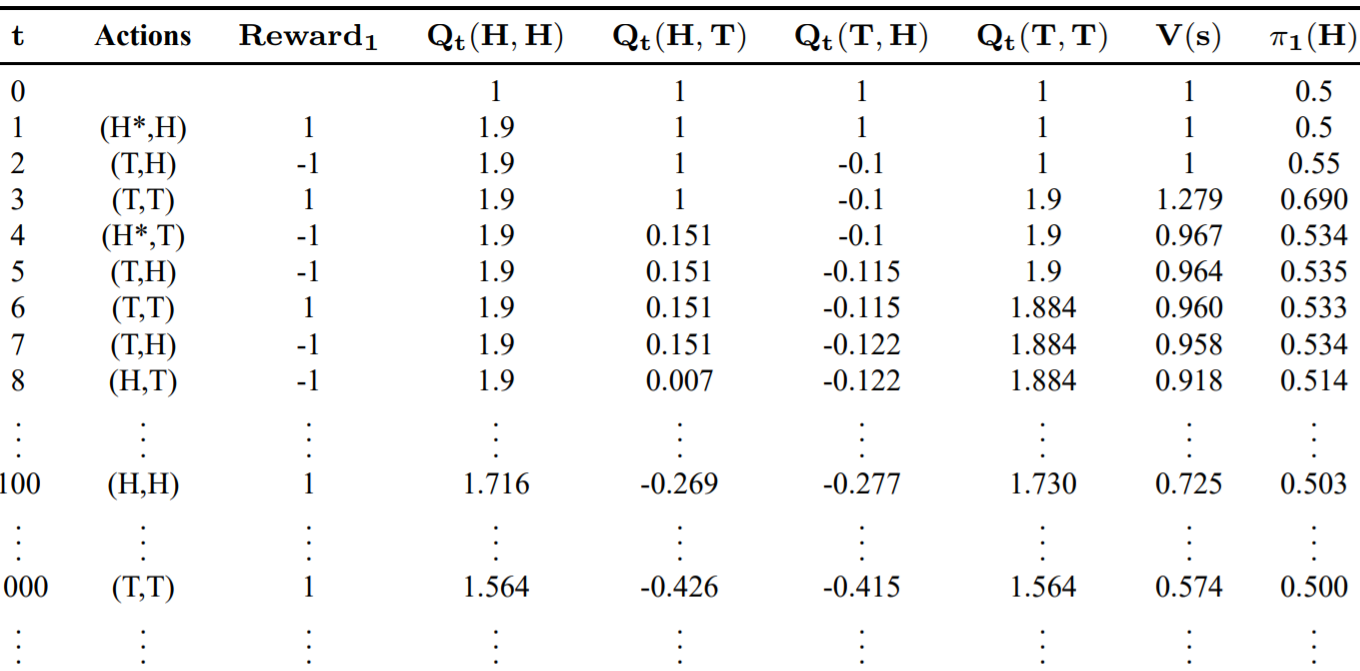 t Actions Reward₁ Qₜ(H, H) Qₜ(H, T) Qₜ(T, H) Qₜ(T, T) V(s) π₁(H)
0 1 1 1 1 1 0.5
1 (H*,H) 1 1.9 1 1 1 1 0.5
2 (T,H) -1 1.9 1 -0.1 1 1 0.55
3 (T,T) 1 1.9 1 -0.1 1.9 1.279 0.690
4 (H*,T) -1 1.9 0.151 -0.1 1.9 0.967 0.534
5 (T,H) -1 1.9 0.151 -0.115 1.9 0.964 0.535
6 (T,T) 1 1.9 0.151 -0.115 1.884 0.960 0.533
7 (T,H) -1 1.9 0.151 -0.122 1.884 0.958 0.534
8 (H,T) -1 1.9 0.007 -0.122 1.884 0.918 0.514
⋮ ⋮ ⋮ ⋮ ⋮ ⋮ ⋮ ⋮ ⋮
100 (H,H) 1 1.716 -0.269 -0.277 1.730 0.725 0.503
⋮ ⋮ ⋮ ⋮ ⋮ ⋮ ⋮ ⋮ ⋮
000 (T,T) 1 1.564 -0.426 -0.415 1.564 0.574 0.500
⋮ ⋮ ⋮ ⋮ ⋮ ⋮ ⋮ ⋮ ⋮